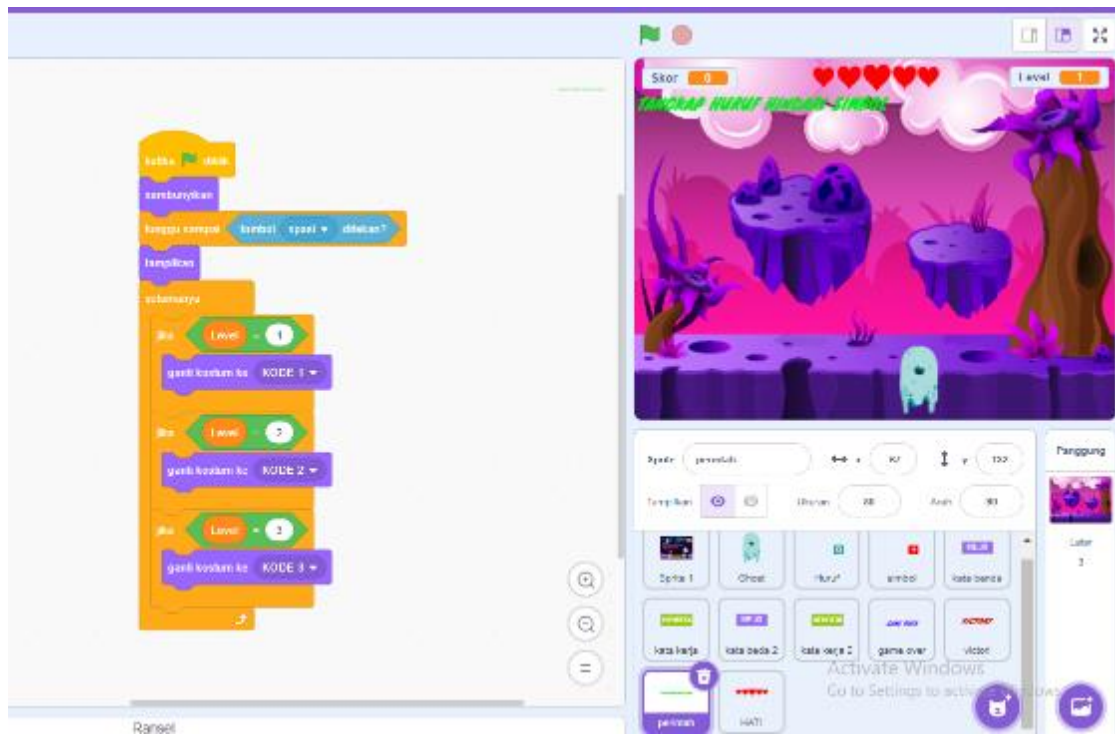 Skor 0
Level 1
TANGKAP HURUF HINDARI SIMBOL
ketika diklik
sembunyikan
tunggu sampai tombol spasi ditekan?
tampilkan
selamanya
jika Level = 1
ganti kostum ke KODE 1
jika Level = 2
ganti kostum ke KODE 2
jika Level = 3
ganti kostum ke KODE 3
Sprite perintah x y
Tampilkan Ukuran Arah 90
Panggung
Latar
3
Sprite 1 Ghost Huruf simbol kata benda
kata kerja kata beda 2 kata kerja 2 game over victori
perintah HATI
Activate Windows
Go to Settings to activate Windows
Ransel